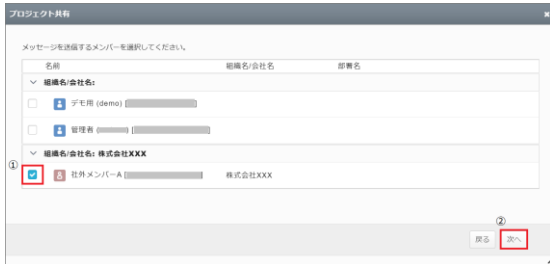 プロジェクト共有
メッセージを送信するメンバーを選択してください。
名前 組織名/会社名 部署名
組織名/会社名:
デモ用 (demo) [ ]
管理者 ( ) [ ]
組織名/会社名: 株式会社XXX
① 社外メンバーA [ ] 株式会社XXX
②
戻る 次へ